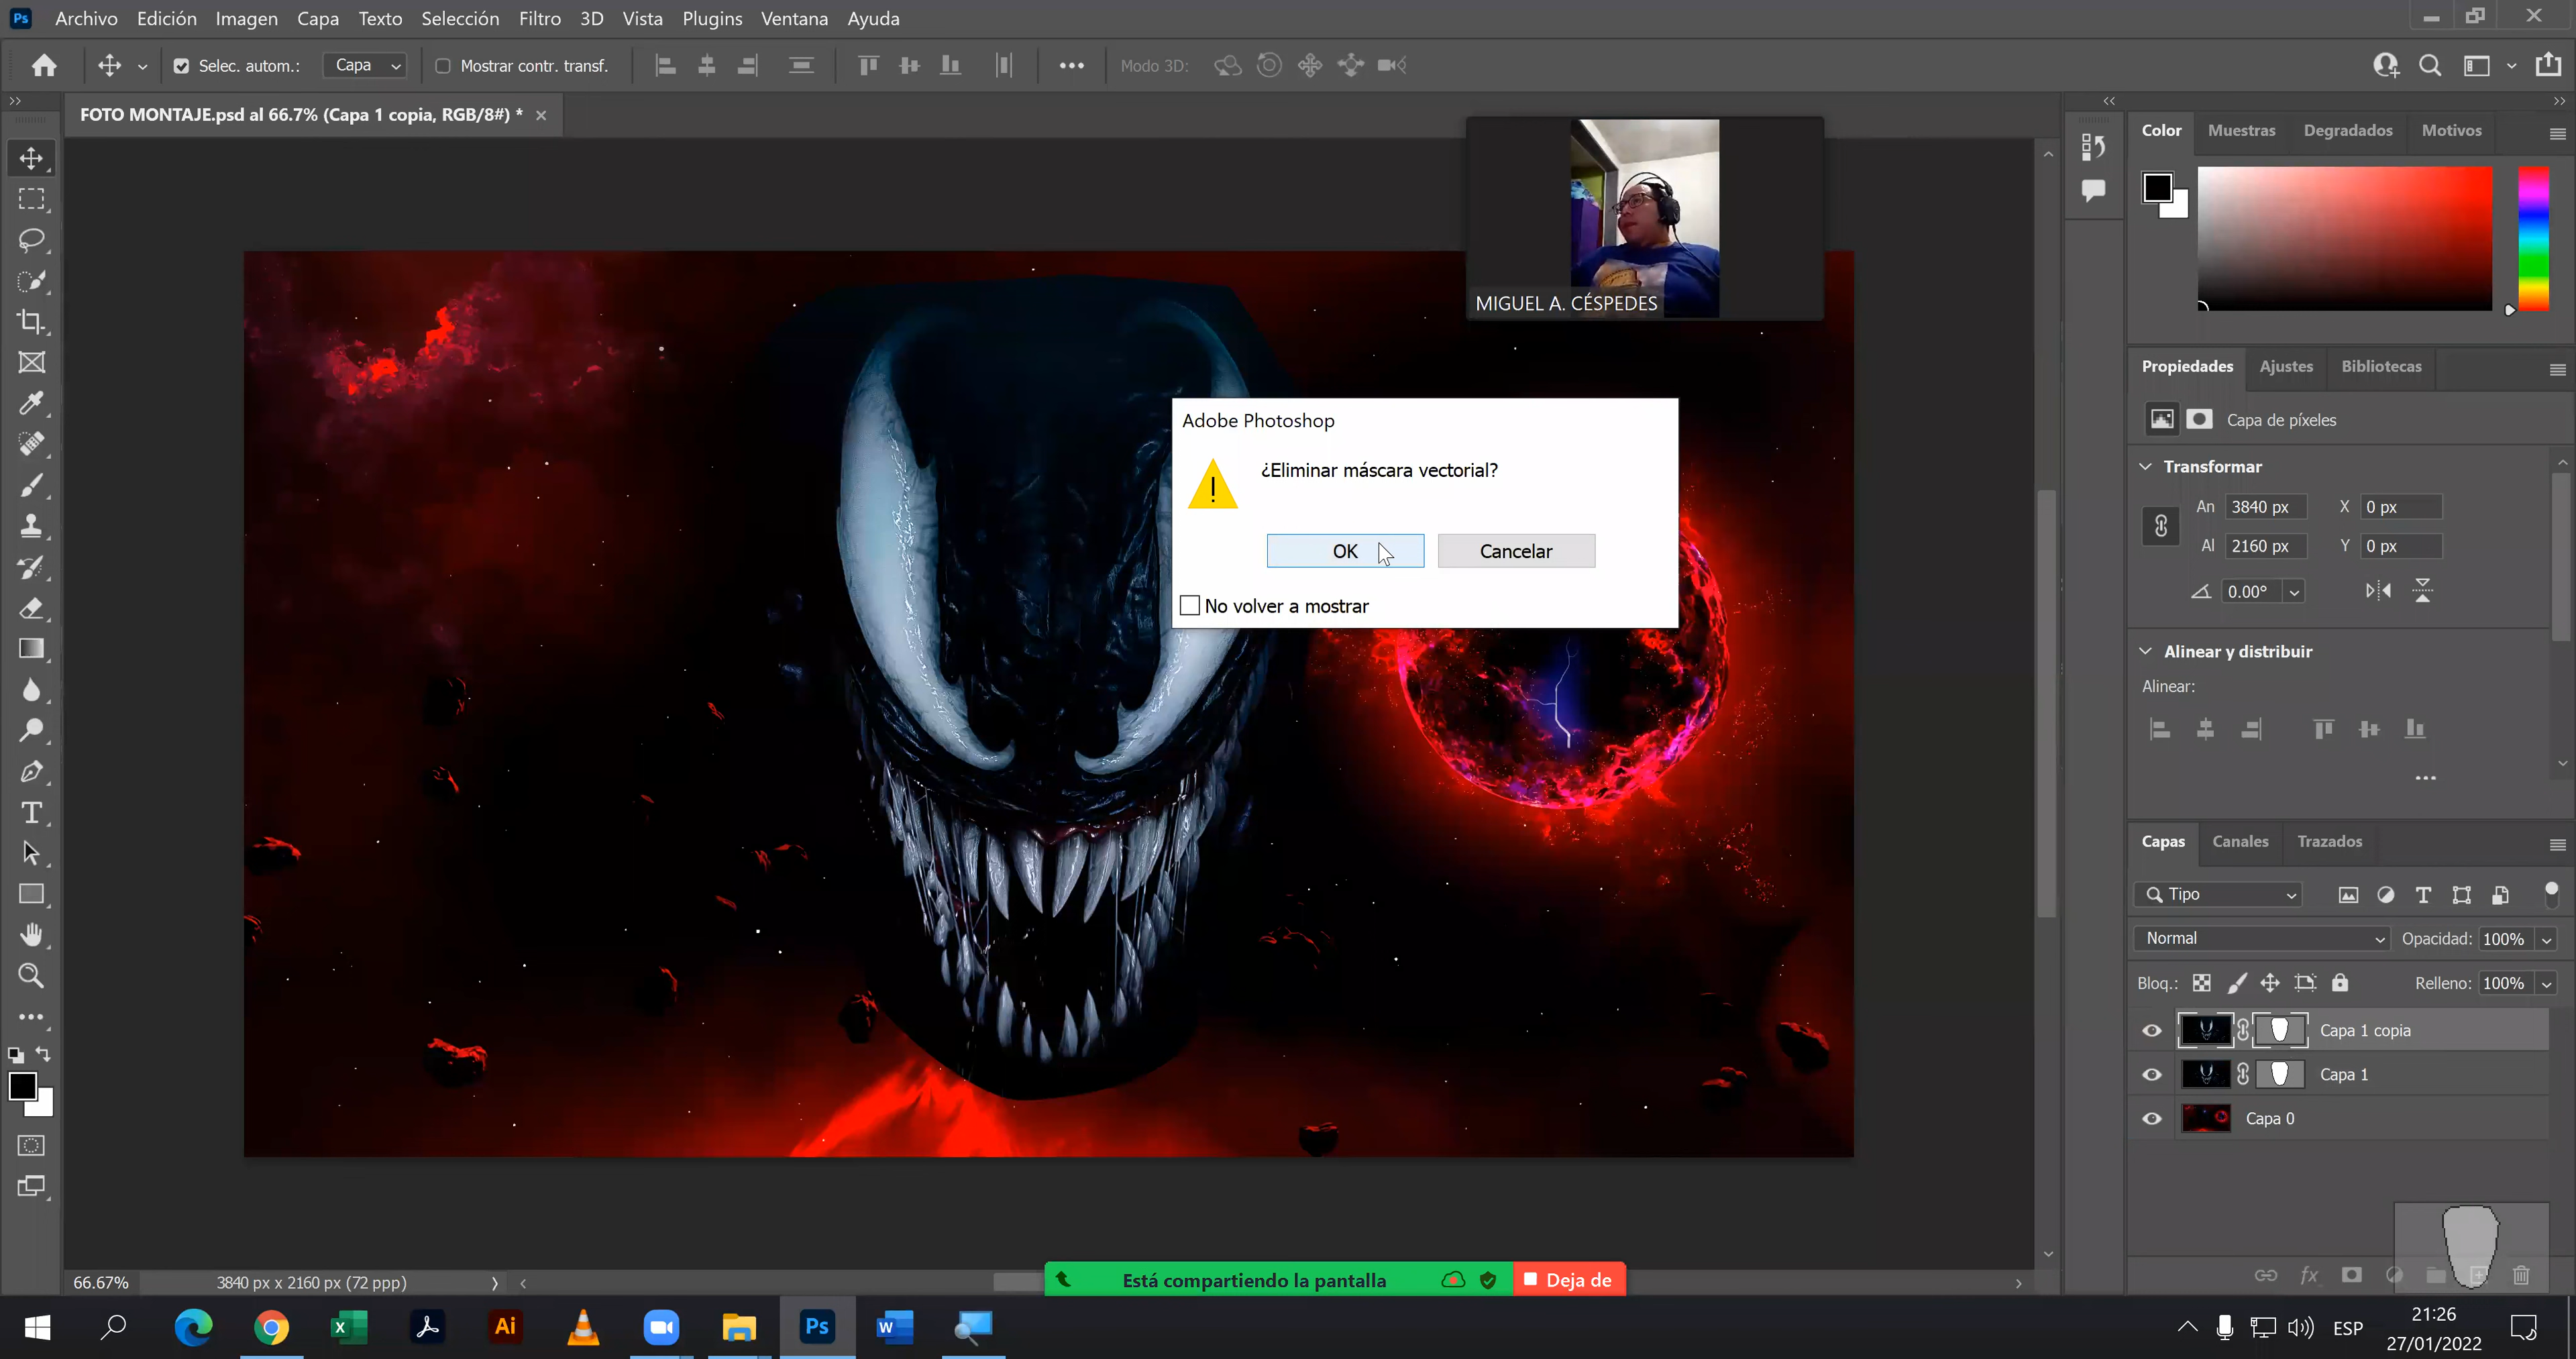 Ps Archivo Edición Imagen Capa Texto Selección Filtro 3D Vista Plugins Ventana Ayuda
Selec. autom.: Capa Mostrar contr. transf. Modo 3D:
FOTO MONTAJE.psd al 66.7% (Capa 1 copia, RGB/8#) *
MIGUEL A. CÉSPEDES
Adobe Photoshop
¿Eliminar máscara vectorial?
OK Cancelar
No volver a mostrar
Color Muestras Degradados Motivos
Propiedades Ajustes Bibliotecas
Capa de píxeles
Transformar
An 3840 px X 0 px
Al 2160 px Y 0 px
0.00°
Alinear y distribuir
Alinear:
Capas Canales Trazados
Tipo
Normal Opacidad: 100%
Bloq.: Relleno: 100%
Capa 1 copia
Capa 1
Capa 0
fx
66.67% 3840 px x 2160 px (72 ppp)
Está compartiendo la pantalla Deja de
Ai Ps W
ESP
21:26
27/01/2022